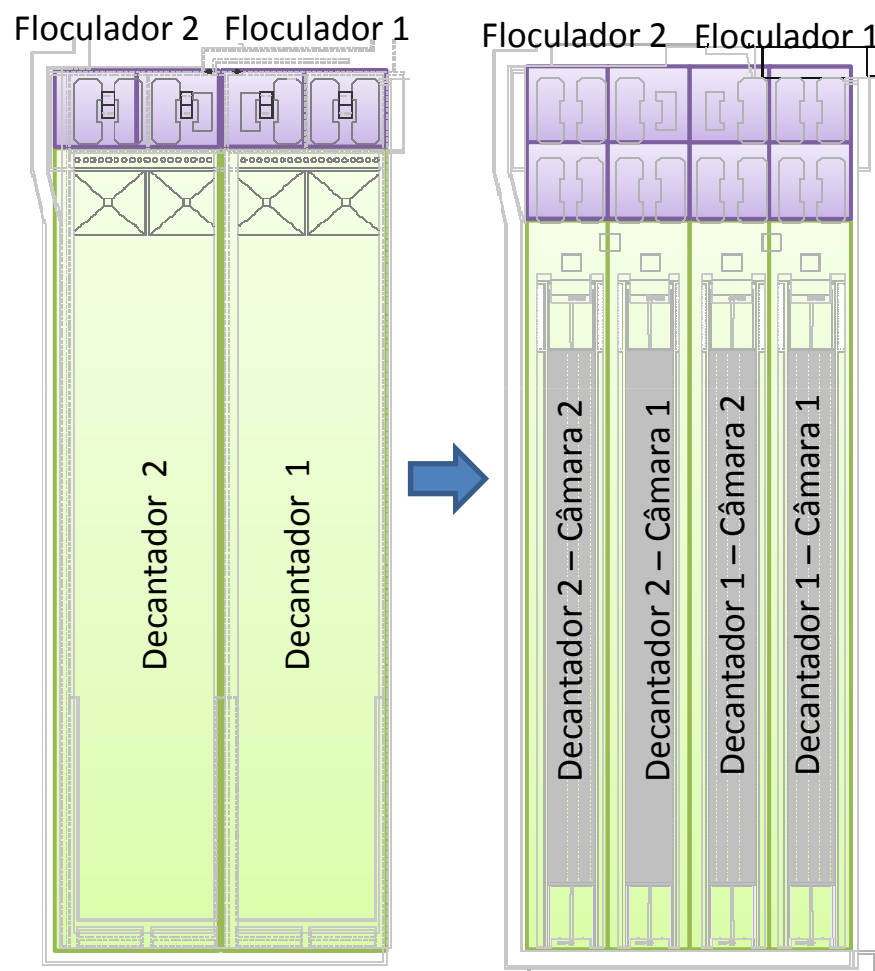 Floculador 2
Floculador 1
Decantador 2
Decantador 1
Floculador 2
Floculador 1
Decantador 2 – Câmara 2
Decantador 2 – Câmara 1
Decantador 1 – Câmara 2
Decantador 1 – Câmara 1